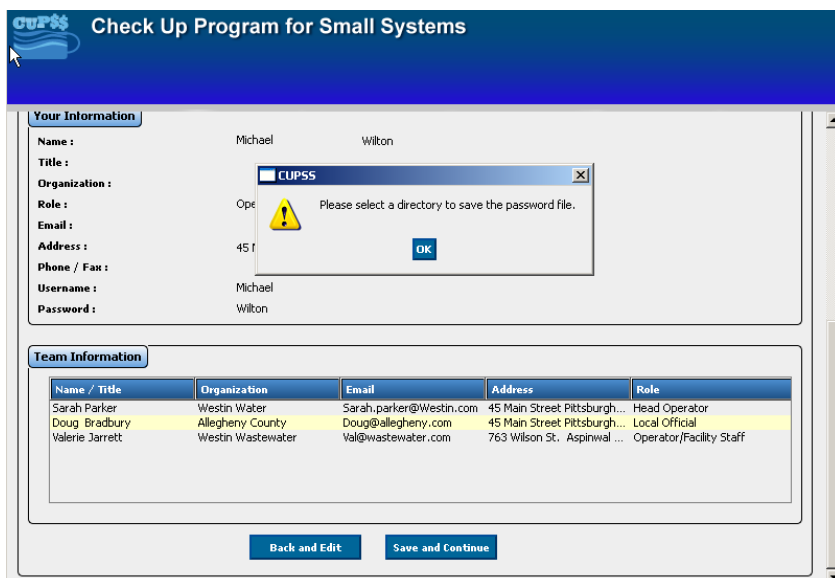 CUP$$
Check Up Program for Small Systems
Your Information
Name : Michael Wilton
Title :
Organization :
Role : Ope
Email :
Address : 45
Phone / Fax :
Username : Michael
Password : Wilton
CUPSS
Please select a directory to save the password file.
OK
Team Information
Name / Title Organization Email Address Role
Sarah Parker Westin Water Sarah.parker@Westin.com 45 Main Street Pittsburgh... Head Operator
Doug Bradbury Allegheny County Doug@allegheny.com 45 Main Street Pittsburgh... Local Official
Valerie Jarrett Westin Wastewater Val@wastewater.com 763 Wilson St. Aspinwal ... Operator/Facility Staff
Back and Edit Save and Continue